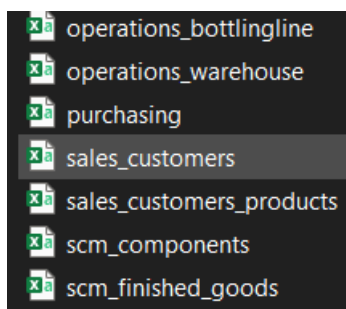 operations_bottlingline
operations_warehouse
purchasing
sales_customers
sales_customers_products
scm_components
scm_finished_goods